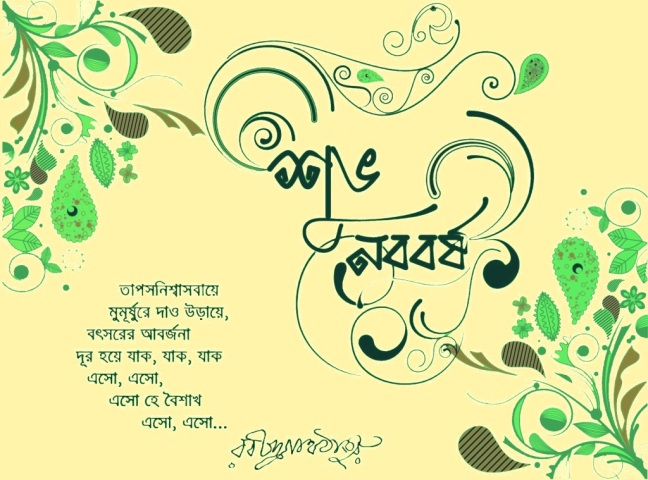 শুভ
নববর্ষ
তাপসনিশ্বাসবায়ে
মুমূর্ষুরে দাও উড়ায়ে,
বৎসরের আবর্জনা
দূর হয়ে যাক, যাক, যাক
এসো, এসো,
এসো হে বৈশাখ
এসো, এসো...
রবীন্দ্রনাথ ঠাকুর